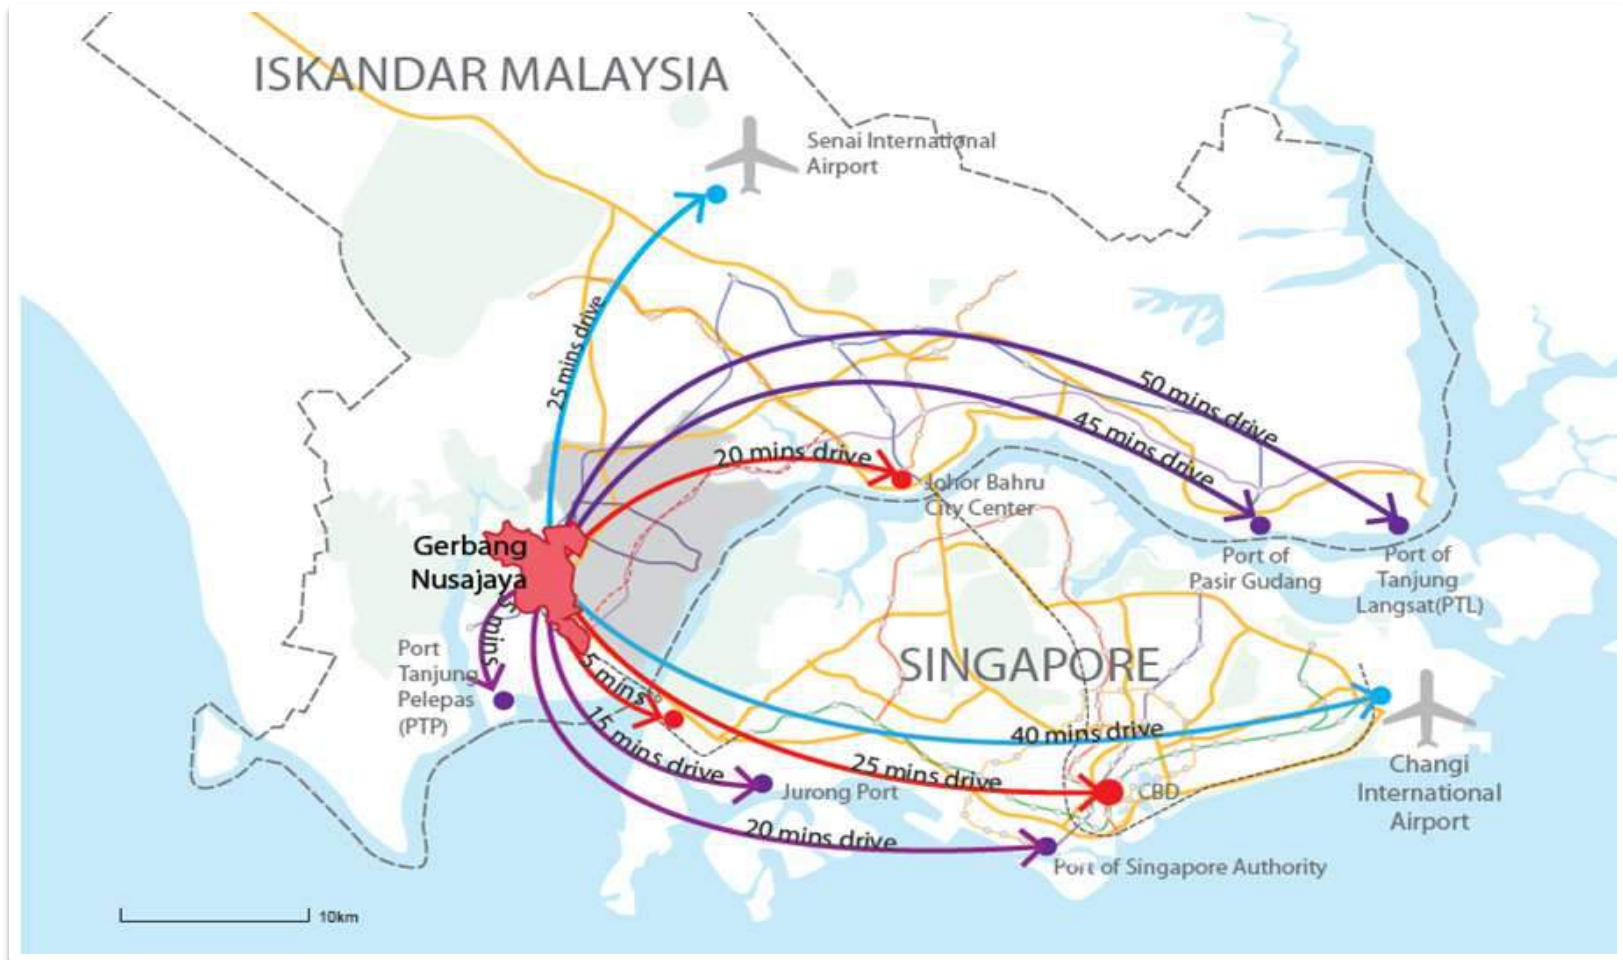 ISKANDAR MALAYSIA
Senai International
Airport
25 mins drive
50 mins drive
45 mins drive
20 mins drive
Johor Bahru
City Center
Gerbang
Nusajaya
Port of
Pasir Gudang
Port of
Tanjung
Langsat(PTL)
5 mins
Port
Tanjung
Pelepas
(PTP)
SINGAPORE
5 mins
15 mins drive
Jurong Port
40 mins drive
25 mins drive
CBD
Changi
International
Airport
20 mins drive
Port of Singapore Authority
10km